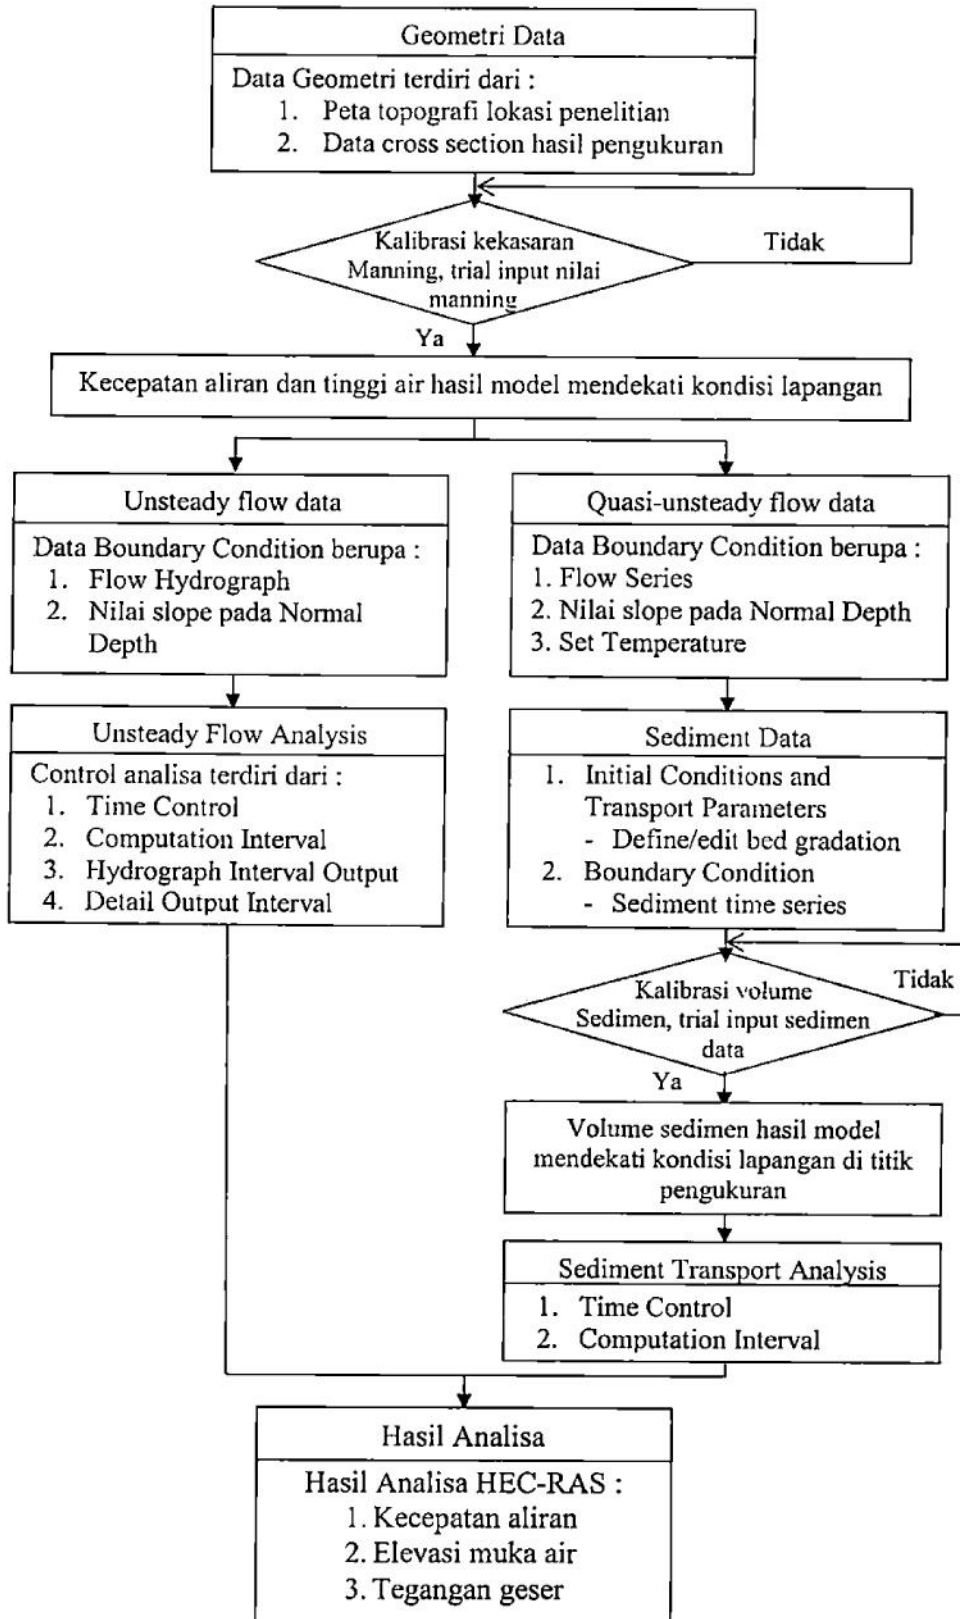 Geometri Data
Data Geometri terdiri dari :
1. Peta topografi lokasi penelitian
2. Data cross section hasil pengukuran
Kalibrasi kekasaran
Manning, trial input nilai
manning
Tidak
Ya
Kecepatan aliran dan tinggi air hasil model mendekati kondisi lapangan
Unsteady flow data
Data Boundary Condition berupa :
1. Flow Hydrograph
2. Nilai slope pada Normal
Depth
Unsteady Flow Analysis
Control analisa terdiri dari :
1. Time Control
2. Computation Interval
3. Hydrograph Interval Output
4. Detail Output Interval
Quasi-unsteady flow data
Data Boundary Condition berupa :
1. Flow Series
2. Nilai slope pada Normal Depth
3. Set Temperature
Sediment Data
1. Initial Conditions and
Transport Parameters
- Define/edit bed gradation
2. Boundary Condition
- Sediment time series
Kalibrasi volume
Sedimen, trial input sedimen
data
Tidak
Ya
Volume sedimen hasil model
mendekati kondisi lapangan di titik
pengukuran
Sediment Transport Analysis
1. Time Control
2. Computation Interval
Hasil Analisa
Hasil Analisa HEC-RAS :
1. Kecepatan aliran
2. Elevasi muka air
3. Tegangan geser